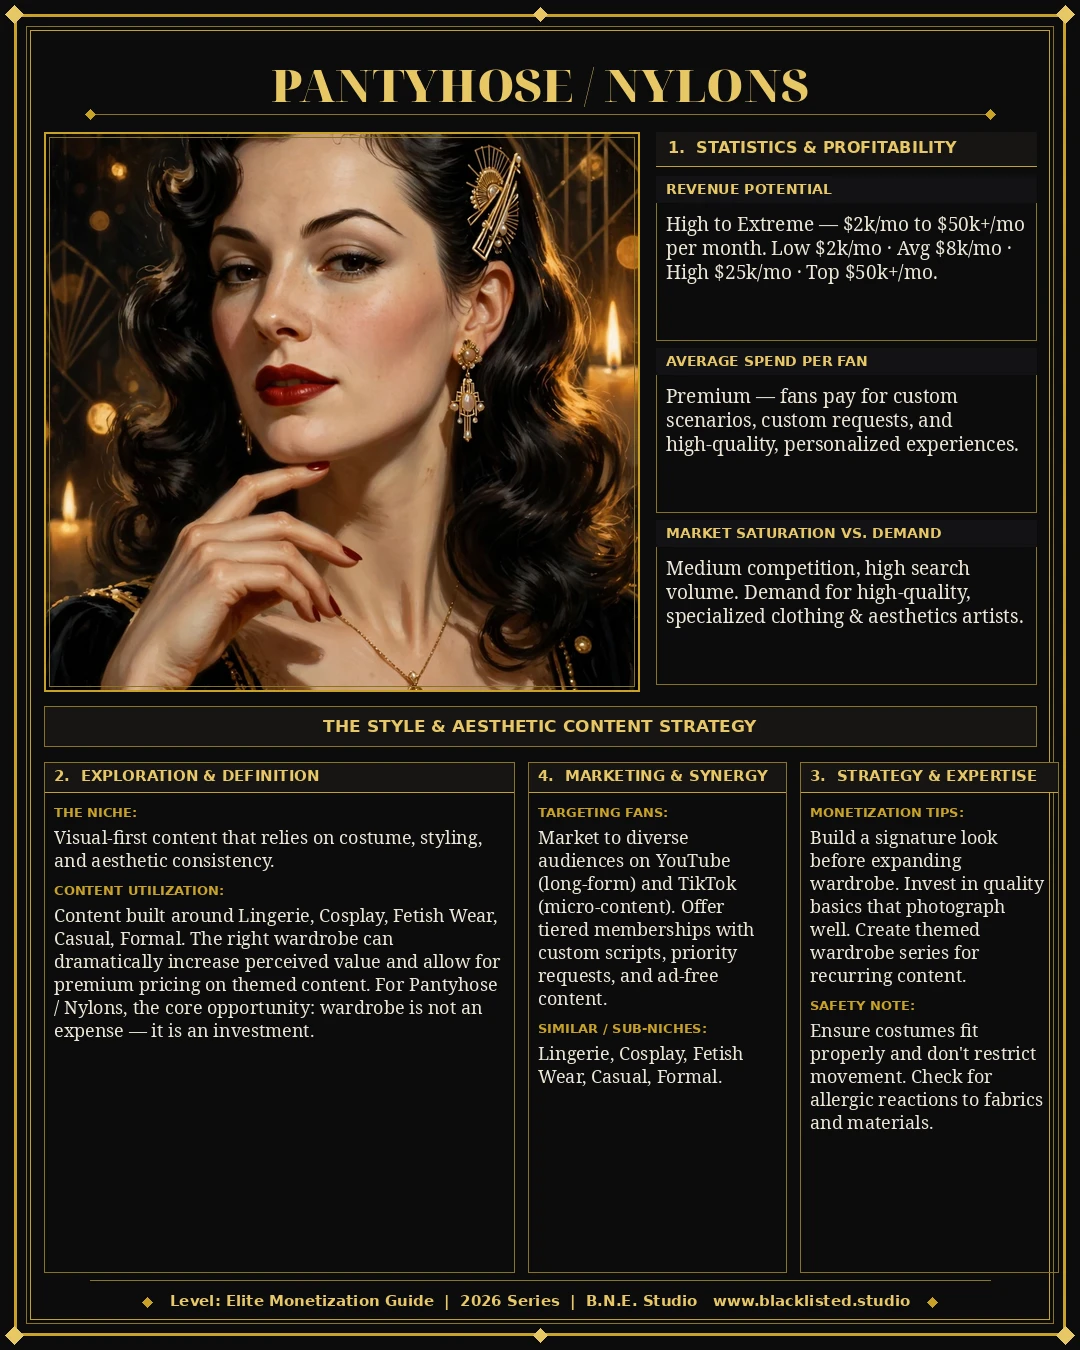 PANTYHOSE / NYLONS
1. STATISTICS & PROFITABILITY
REVENUE POTENTIAL
High to Extreme — $2k/mo to $50k+/mo
per month. Low $2k/mo · Avg $8k/mo ·
High $25k/mo · Top $50k+/mo.
AVERAGE SPEND PER FAN
Premium — fans pay for custom
scenarios, custom requests, and
high-quality, personalized experiences.
MARKET SATURATION VS. DEMAND
Medium competition, high search
volume. Demand for high-quality,
specialized clothing & aesthetics artists.
THE STYLE & AESTHETIC CONTENT STRATEGY
2. EXPLORATION & DEFINITION
THE NICHE:
Visual-first content that relies on costume, styling,
and aesthetic consistency.
CONTENT UTILIZATION:
Content built around Lingerie, Cosplay, Fetish Wear,
Casual, Formal. The right wardrobe can
dramatically increase perceived value and allow for
premium pricing on themed content. For Pantyhose
/ Nylons, the core opportunity: wardrobe is not an
expense — it is an investment.
4. MARKETING & SYNERGY
TARGETING FANS:
Market to diverse
audiences on YouTube
(long-form) and TikTok
(micro-content). Offer
tiered memberships with
custom scripts, priority
requests, and ad-free
content.
SIMILAR / SUB-NICHES:
Lingerie, Cosplay, Fetish
Wear, Casual, Formal.
3. STRATEGY & EXPERTISE
MONETIZATION TIPS:
Build a signature look
before expanding
wardrobe. Invest in quality
basics that photograph
well. Create themed
wardrobe series for
recurring content.
SAFETY NOTE:
Ensure costumes fit
properly and don't restrict
movement. Check for
allergic reactions to fabrics
and materials.
Level: Elite Monetization Guide | 2026 Series | B.N.E. Studio www.blacklisted.studio